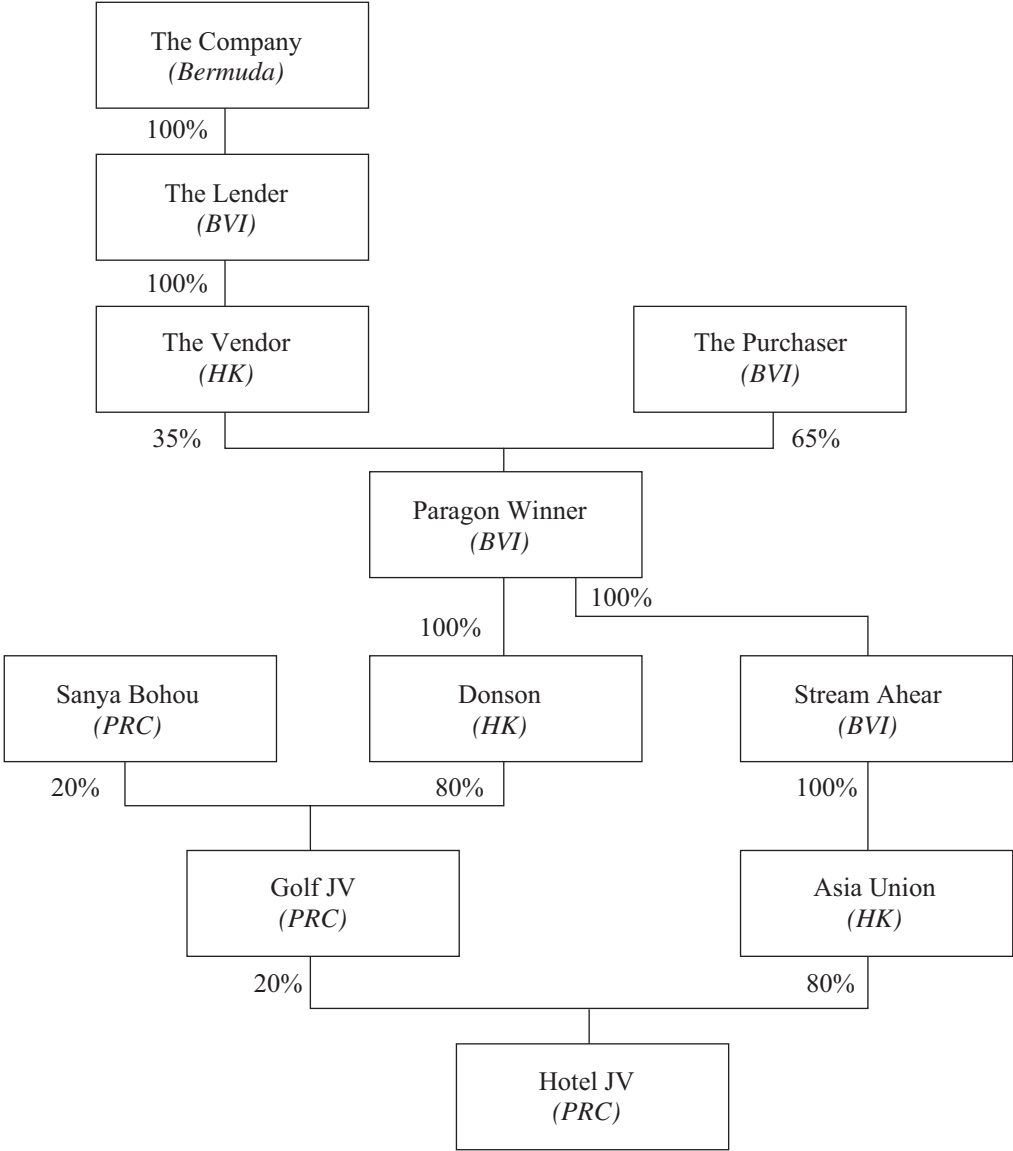 The Company
(Bermuda)
100%
The Lender
(BVI)
100%
The Vendor
(HK)
The Purchaser
(BVI)
35%
65%
Paragon Winner
(BVI)
100%
100%
Sanya Bohou
(PRC)
Donson
(HK)
Stream Ahear
(BVI)
20%
80%
100%
Golf JV
(PRC)
Asia Union
(HK)
20%
80%
Hotel JV
(PRC)